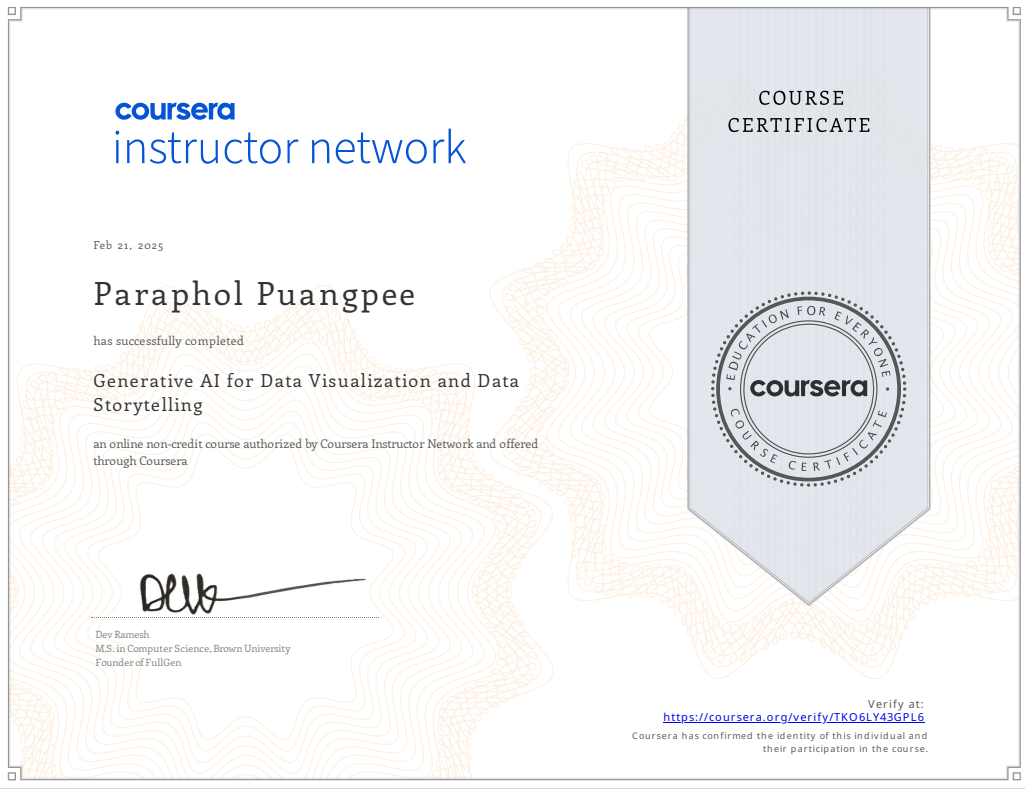 coursera
instructor network
COURSE
CERTIFICATE
Feb 21, 2025
Paraphol Puangpee
has successfully completed
Generative AI for Data Visualization and Data
Storytelling
an online non-credit course authorized by Coursera Instructor Network and offered
through Coursera
EDUCATION FOR EVERYONE
coursera
COURSE CERTIFICATE
Dev Ramesh
M.S. in Computer Science, Brown University
Founder of FullGen
Verify at:
https://coursera.org/verify/TKO6LY43GPL6
Coursera has confirmed the identity of this individual and
their participation in the course.